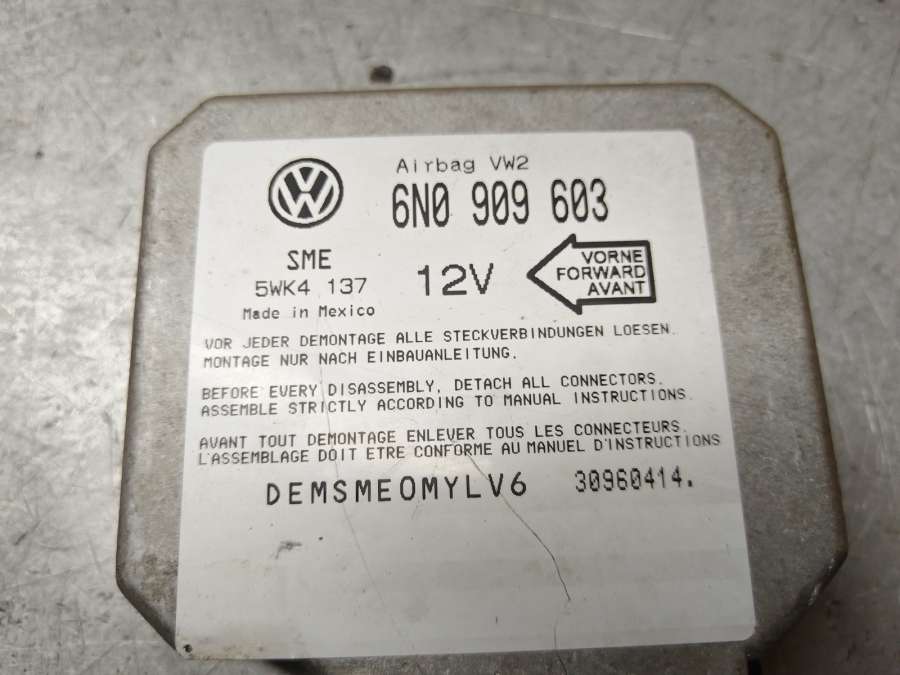 Airbag VW2
6N0 909 603
SME
5WK4 137
Made in Mexico
12V
VORNE
FORWARD
AVANT
VOR JEDER DEMONTAGE ALLE STECKVERBINDUNGEN LOESEN.
MONTAGE NUR NACH EINBAUANLEITUNG.
BEFORE EVERY DISASSEMBLY, DETACH ALL CONNECTORS.
ASSEMBLE STRICTLY ACCORDING TO MANUAL INSTRUCTIONS.
AVANT TOUT DEMONTAGE ENLEVER TOUS LES CONNECTEURS.
L'ASSEMBLAGE DOIT ETRE CONFORME AU MANUEL D'INSTRUCTIONS
DEMSMEOMYLV6 30960414.